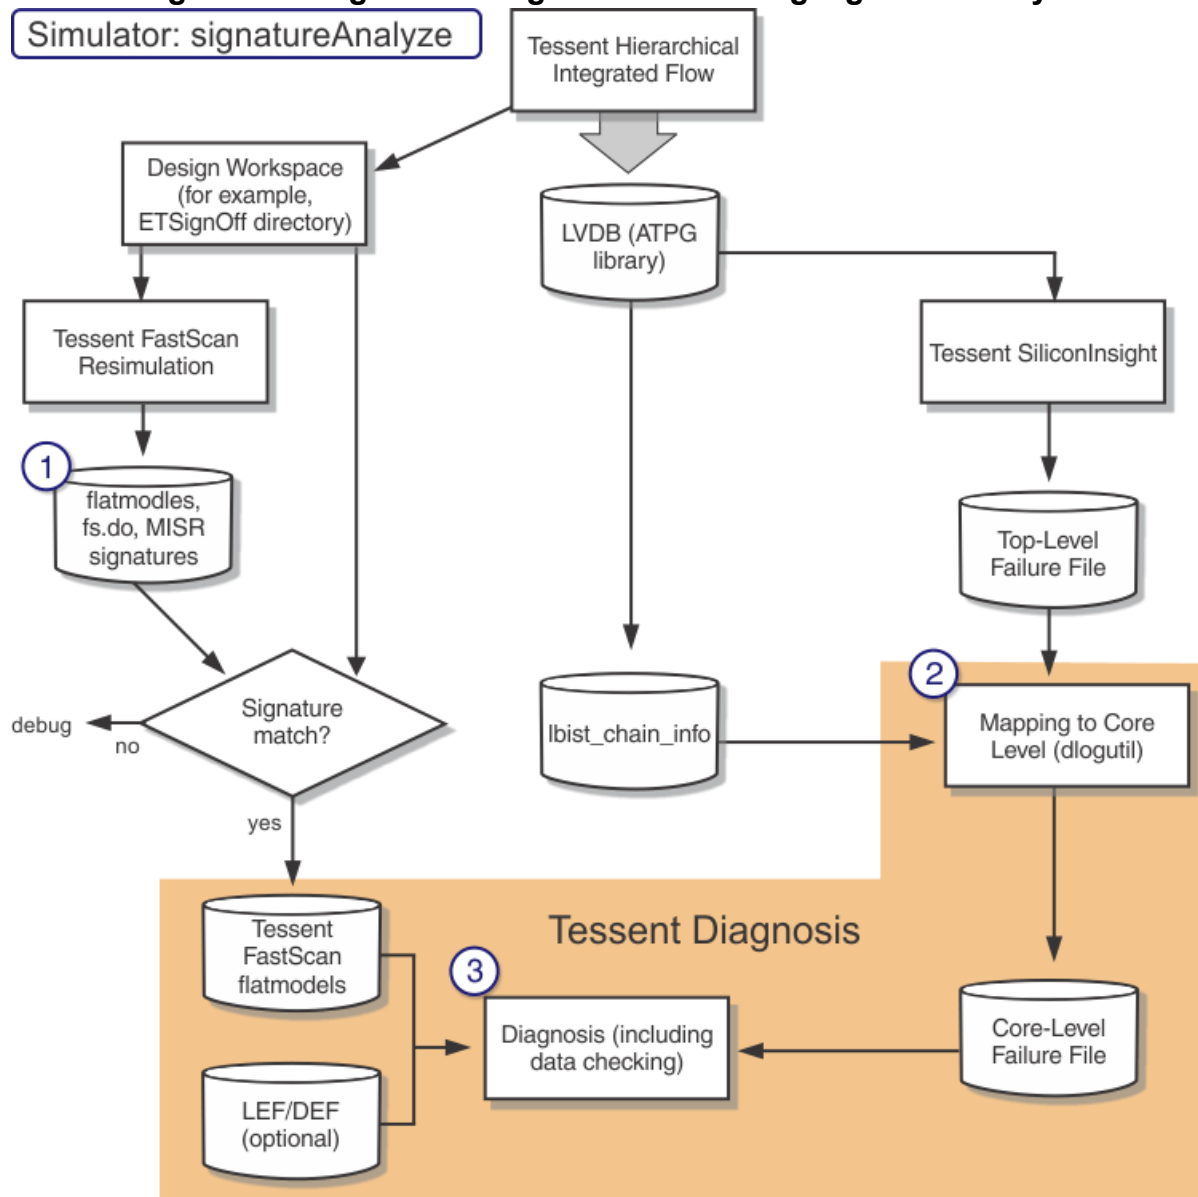 Simulator: signatureAnalyze
Tessent Hierarchical
Integrated Flow
Design Workspace
(for example,
ETSignOff directory)
LVDB (ATPG
library)
Tessent FastScan
Resimulation
Tessent SiliconInsight
1
flatmodles,
fs.do, MISR
signatures
Top-Level
Failure File
Signature
match?
debug
no
yes
lbist_chain_info
2
Mapping to Core
Level (dlogutil)
Tessent Diagnosis
Tessent
FastScan
flatmodels
3
Diagnosis (including
data checking)
Core-Level
Failure File
LEF/DEF
(optional)